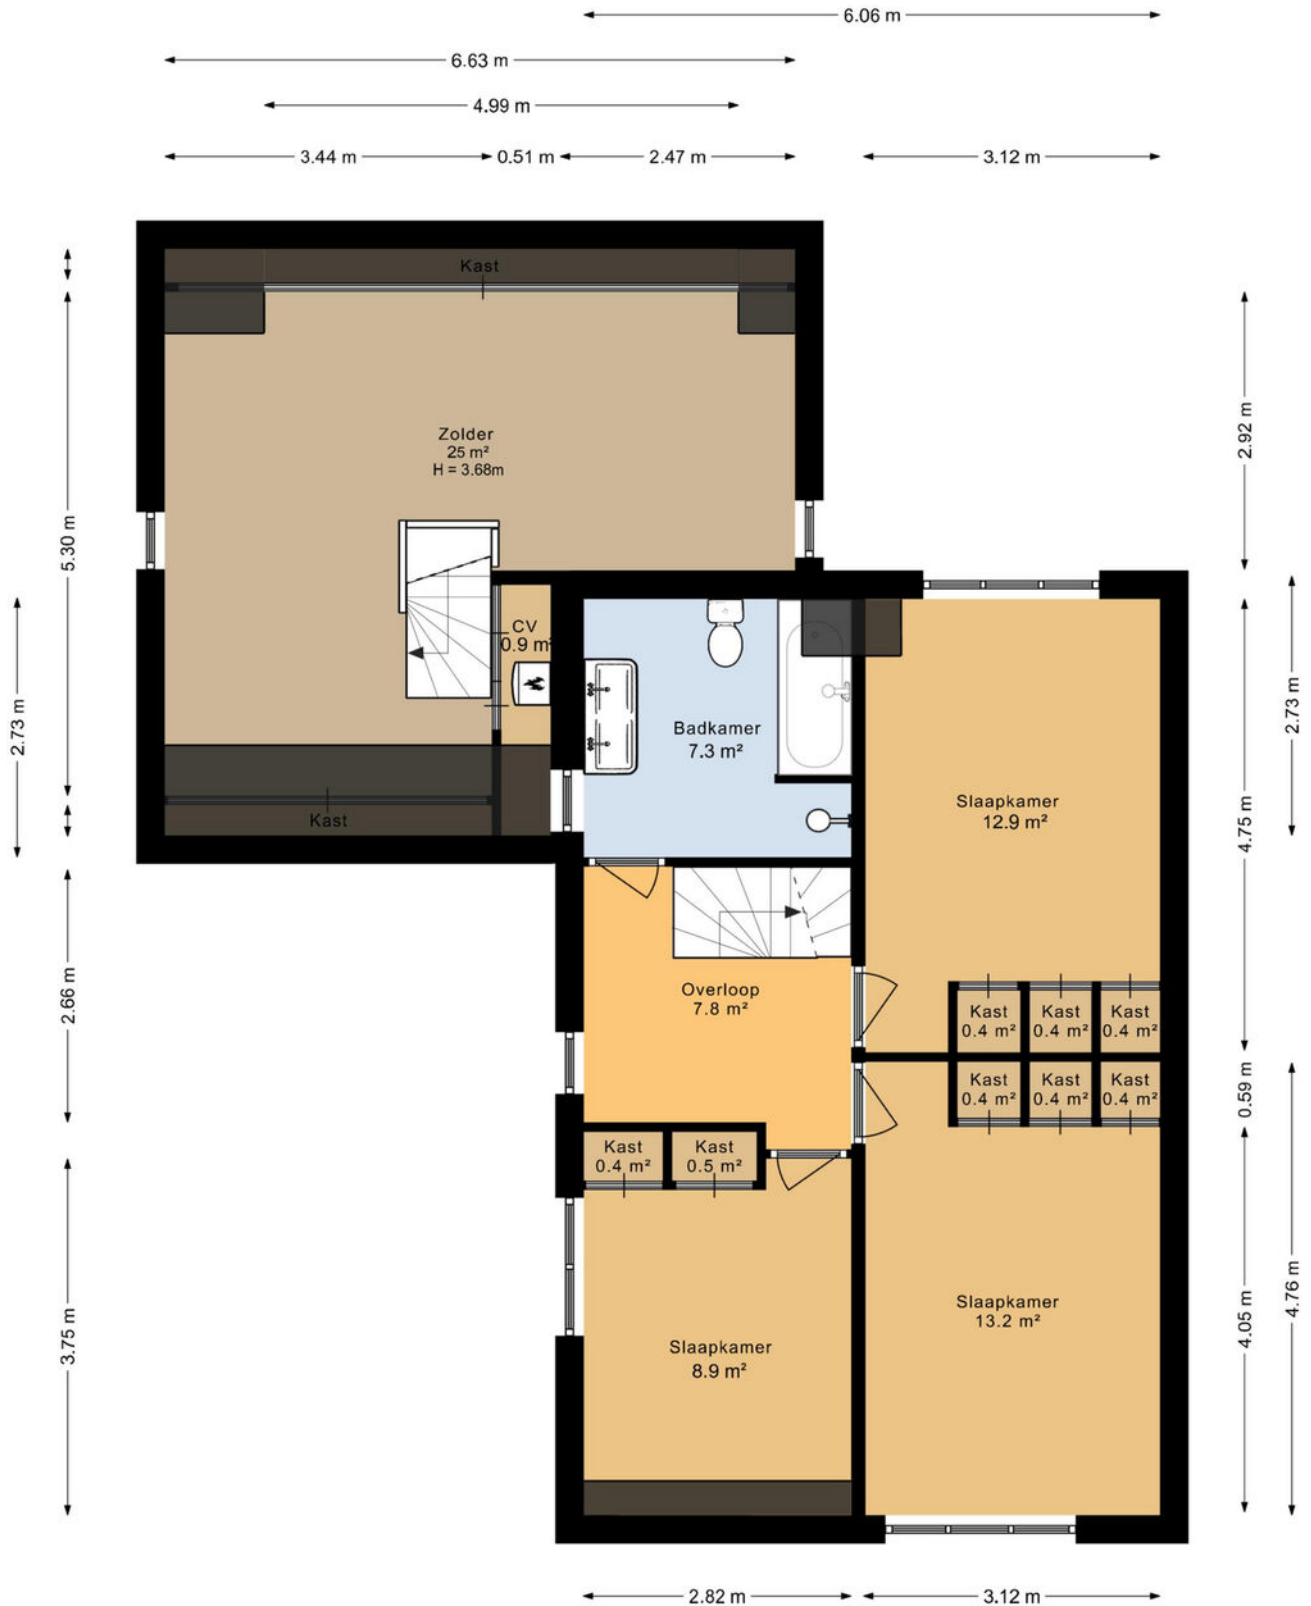 6.06 m
6.63 m
4.99 m
3.44 m
0.51 m
2.47 m
3.12 m
Kast
Zolder
25 m²
H = 3.68m
5.30 m
2.73 m
2.92 m
2.73 m
4.75 m
CV
0.9 m²
Badkamer
7.3 m²
Slaapkamer
12.9 m²
Kast
2.66 m
Overloop
7.8 m²
Kast
0.4 m²
Kast
0.4 m²
Kast
0.4 m²
Kast
0.4 m²
Kast
0.4 m²
Kast
0.4 m²
0.59 m
Kast
0.4 m²
Kast
0.5 m²
3.75 m
Slaapkamer
8.9 m²
Slaapkamer
13.2 m²
4.05 m
4.76 m
2.82 m
3.12 m